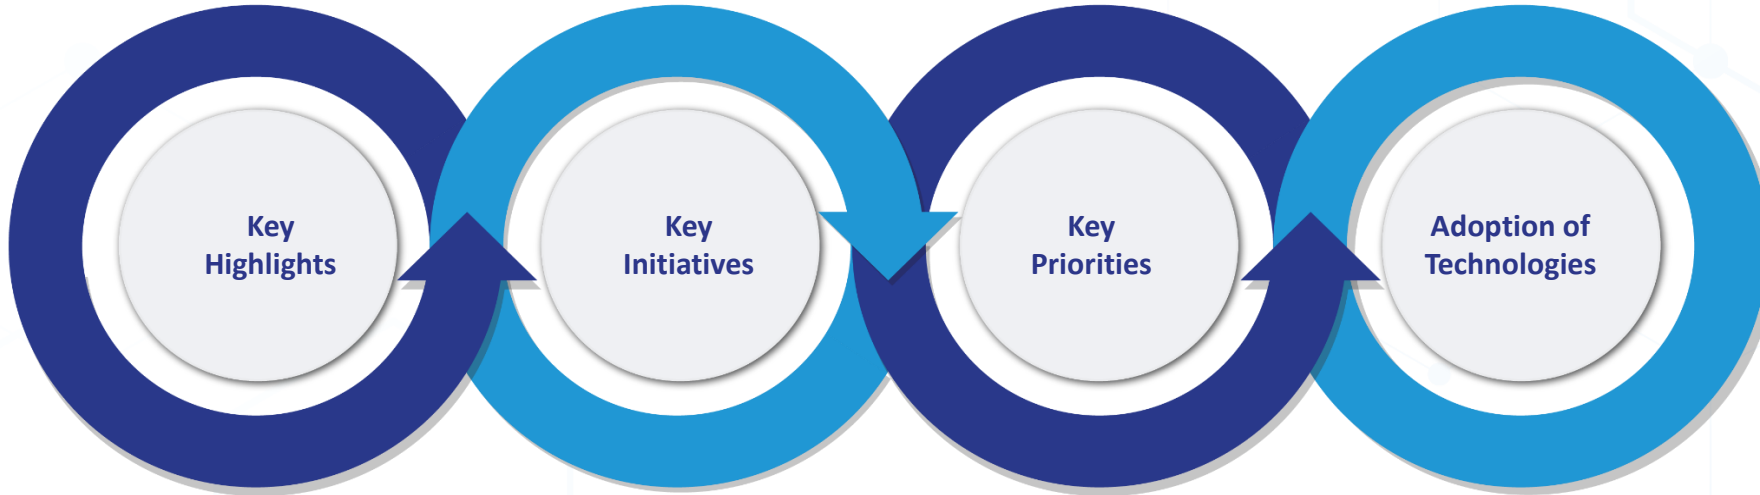 Key
Highlights
Key
Initiatives
Key
Priorities
Adoption of
Technologies